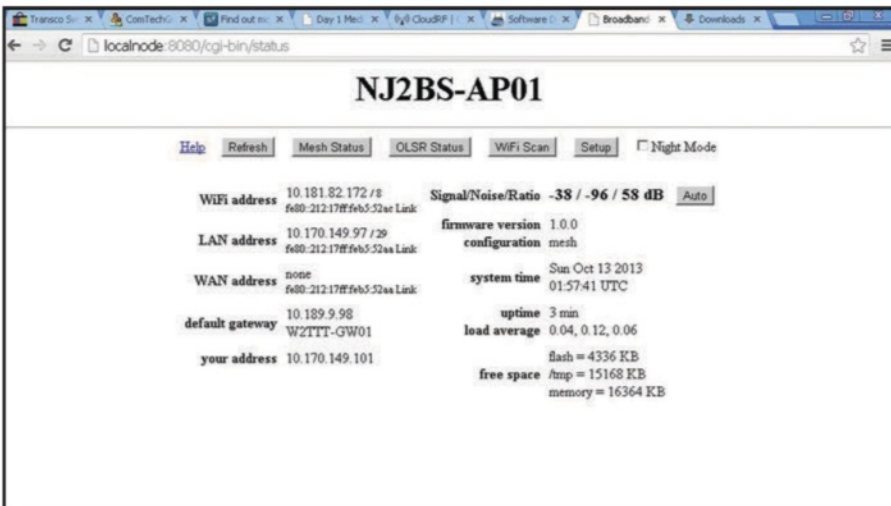 Transco S
ComTech
Find out m
Day 1 Med
CloudRF | C
Software D
Broadband
Downloads
localnode:8080/cgi-bin/status
NJ2BS-AP01
Help Refresh Mesh Status OLSR Status WiFi Scan Setup Night Mode
WiFi address 10.181.82.172 / 8
fe80::212:17ff:feb5:52ac Link
Signal/Noise/Ratio -38 / -96 / 58 dB Auto
LAN address 10.170.149.97 / 29
fe80::212:17ff:feb5:52aa Link
firmware version 1.0.0
configuration mesh
WAN address none
fe80::212:17ff:feb5:52aa Link
system time Sun Oct 13 2013
01:57:41 UTC
default gateway 10.189.9.98
W2TTT-GW01
uptime 3 min
load average 0.04, 0.12, 0.06
your address 10.170.149.101
free space flash = 4336 KB
/tmp = 15168 KB
memory = 16364 KB